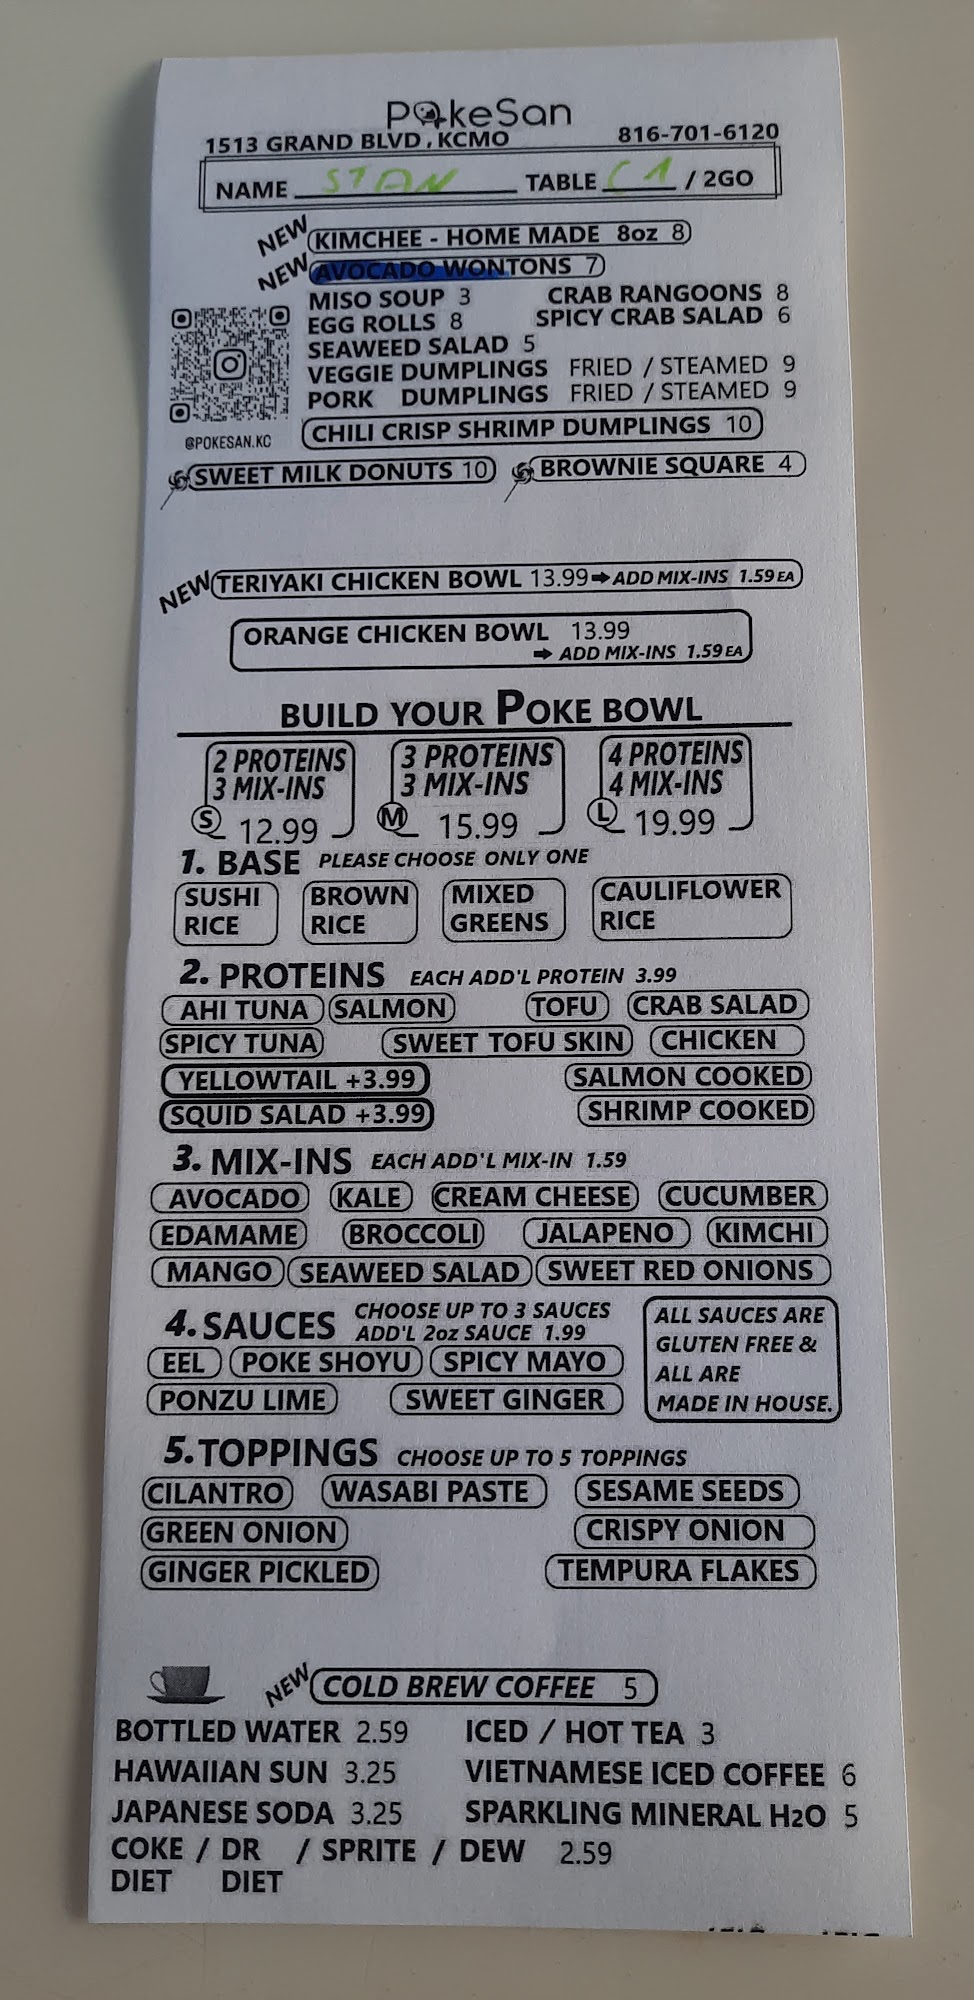 PokeSan
1513 GRAND BLVD, KCMO 816-701-6120
NAME STAN TABLE C1 / 2GO
NEW KIMCHEE - HOME MADE 8oz 8
NEW AVOCADO WONTONS 7
MISO SOUP 3 CRAB RANGOONS 8
EGG ROLLS 8 SPICY CRAB SALAD 6
SEAWEED SALAD 5
VEGGIE DUMPLINGS FRIED / STEAMED 9
PORK DUMPLINGS FRIED / STEAMED 9
@POKESAN.KC
CHILI CRISP SHRIMP DUMPLINGS 10
SWEET MILK DONUTS 10 BROWNIE SQUARE 4
NEW TERIYAKI CHICKEN BOWL 13.99 ➡ ADD MIX-INS 1.59 EA
ORANGE CHICKEN BOWL 13.99
➡ ADD MIX-INS 1.59 EA
BUILD YOUR POKE BOWL
2 PROTEINS 3 PROTEINS 4 PROTEINS
3 MIX-INS 3 MIX-INS 4 MIX-INS
S 12.99 M 15.99 L 19.99
1. BASE PLEASE CHOOSE ONLY ONE
SUSHI BROWN MIXED CAULIFLOWER
RICE RICE GREENS RICE
2. PROTEINS EACH ADD'L PROTEIN 3.99
AHI TUNA SALMON TOFU CRAB SALAD
SPICY TUNA SWEET TOFU SKIN CHICKEN
YELLOWTAIL +3.99 SALMON COOKED
SQUID SALAD +3.99 SHRIMP COOKED
3. MIX-INS EACH ADD'L MIX-IN 1.59
AVOCADO KALE CREAM CHEESE CUCUMBER
EDAMAME BROCCOLI JALAPENO KIMCHI
MANGO SEAWEED SALAD SWEET RED ONIONS
4. SAUCES CHOOSE UP TO 3 SAUCES
ADD'L 2oz SAUCE 1.99
EEL POKE SHOYU SPICY MAYO
PONZU LIME SWEET GINGER
ALL SAUCES ARE
GLUTEN FREE &
ALL ARE
MADE IN HOUSE.
5. TOPPINGS CHOOSE UP TO 5 TOPPINGS
CILANTRO WASABI PASTE SESAME SEEDS
GREEN ONION CRISPY ONION
GINGER PICKLED TEMPURA FLAKES
NEW COLD BREW COFFEE 5
BOTTLED WATER 2.59 ICED / HOT TEA 3
HAWAIIAN SUN 3.25 VIETNAMESE ICED COFFEE 6
JAPANESE SODA 3.25 SPARKLING MINERAL H2O 5
COKE / DR / SPRITE / DEW 2.59
DIET DIET